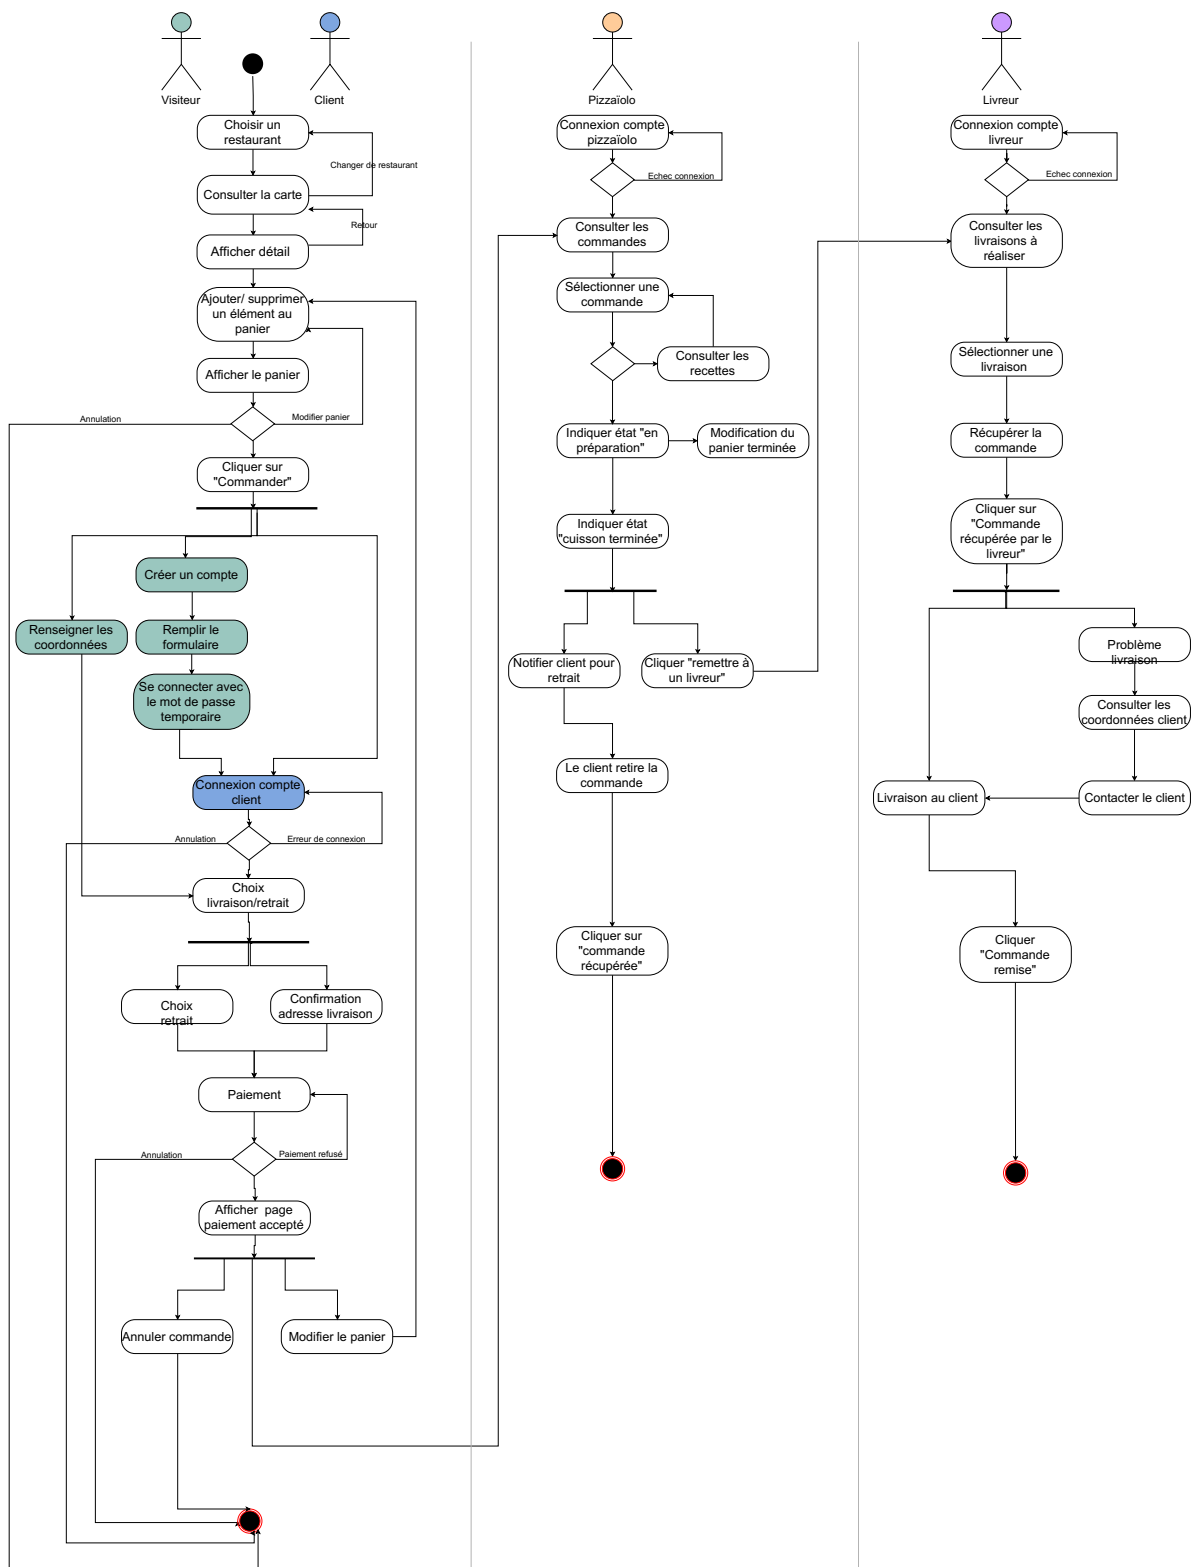 Visiteur
Client
Choisir un
restaurant
Changer de restaurant
Consulter la carte
Retour
Afficher détail
Ajouter/ supprimer
un élément au
panier
Afficher le panier
Annulation
Modifier panier
Cliquer sur
"Commander"
Créer un compte
Renseigner les
coordonnées
Remplir le
formulaire
Se connecter avec
le mot de passe
temporaire
Connexion compte
client
Annulation
Erreur de connexion
Choix
livraison/retrait
Choix
retrait
Confirmation
adresse livraison
Paiement
Annulation
Paiement refusé
Afficher  page
paiement accepté
Annuler commande
Modifier le panier
Pizzaïolo
Connexion compte
pizzaïolo
Echec connexion
Consulter les
commandes
Sélectionner une
commande
Consulter les
recettes
Indiquer état "en
préparation"
Modification du
panier terminée
Indiquer état
"cuisson terminée"
Notifier client pour
retrait
Cliquer "remettre à
un livreur"
Le client retire la
commande
Cliquer sur
"commande
récupérée"
Livreur
Connexion compte
livreur
Echec connexion
Consulter les
livraisons à
réaliser
Sélectionner une
livraison
Récupérer la
commande
Cliquer sur
"Commande
récupérée par le
livreur"
Problème
livraison
Consulter les
coordonnées client
Livraison au client
Contacter le client
Cliquer
"Commande
remise"